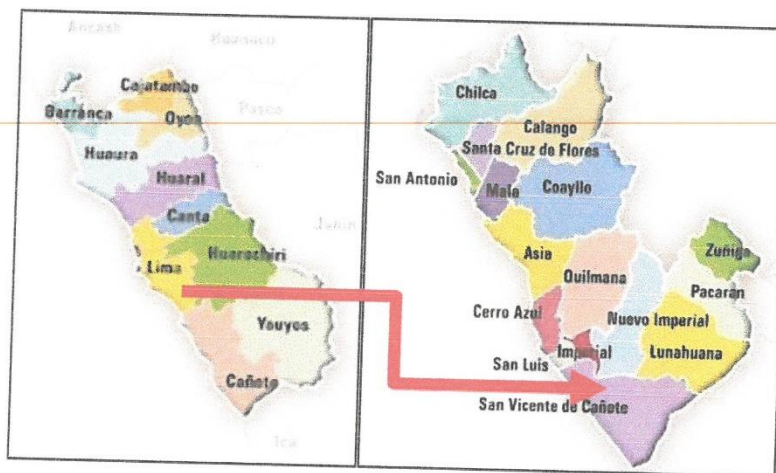 Ancash
Huanuco
Cajatambo
Barranca
Oyon
Pasco
Huaura
Huaral
Canta
Junin
Lima
Huarochiri
Yauyos
Cañete
Ica
Chilca
Calango
Santa Cruz de Flores
San Antonio
Mala
Coayllo
Asia
Quilmana
Zuñiga
Pacaran
Cerro Azul
Nuevo Imperial
Imperial
Lunahuana
San Luis
San Vicente de Cañote